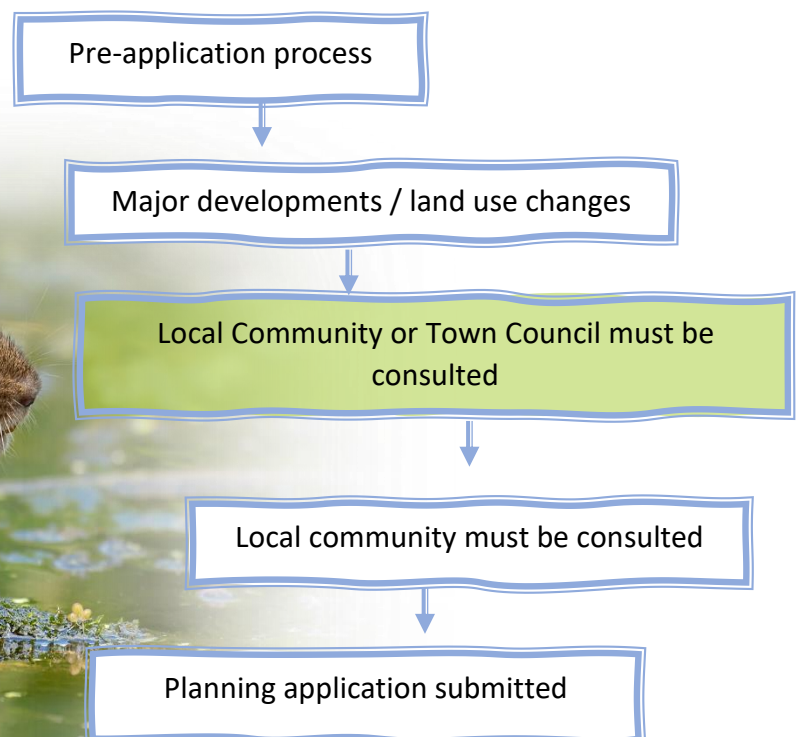 Pre-application process
Major developments / land use changes
Local Community or Town Council must be
consulted
Local community must be consulted
Planning application submitted